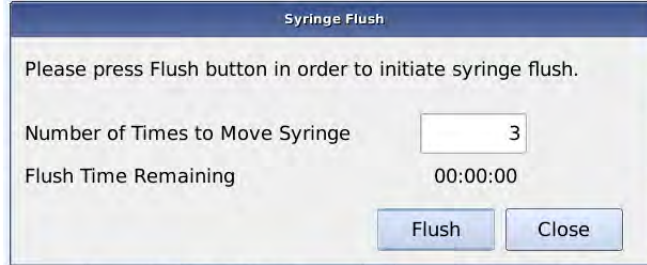 Syringe Flush
Please press Flush button in order to initiate syringe flush.
Number of Times to Move Syringe 3
Flush Time Remaining 00:00:00
Flush Close